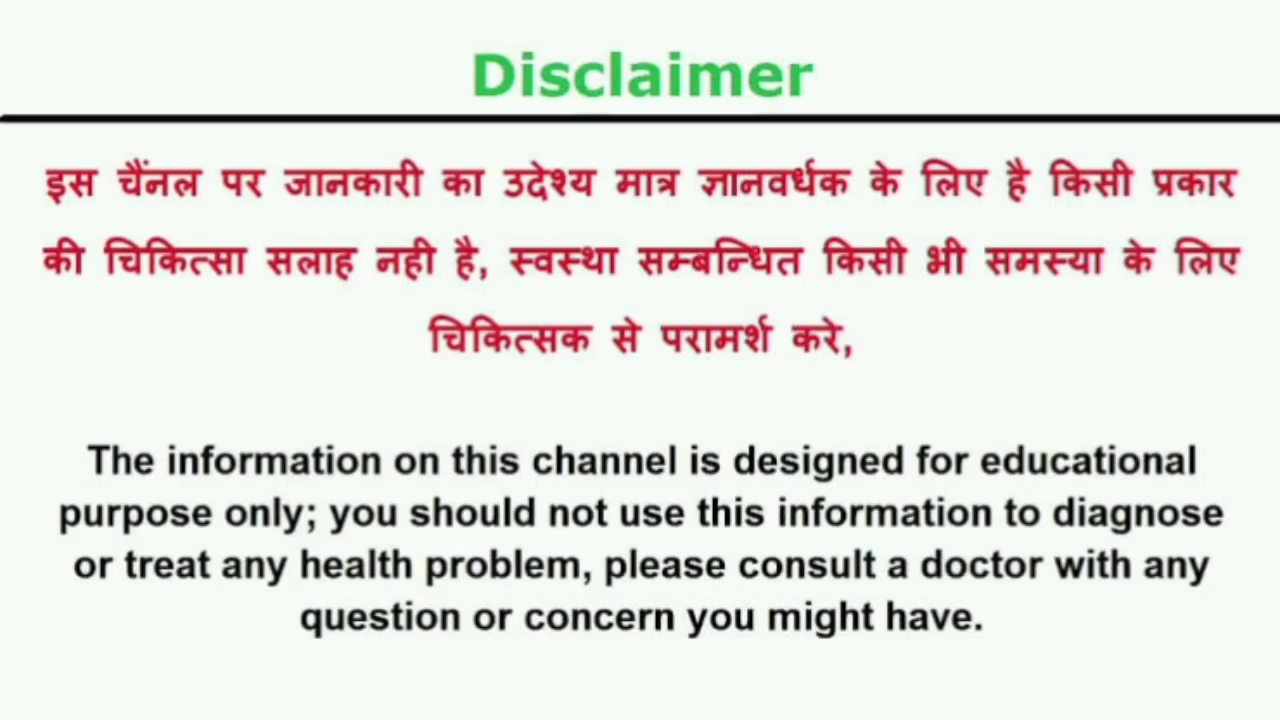 Disclaimer
इस चैंनल पर जानकारी का उदेश्य मात्र ज्ञानवर्धक के लिए है किसी प्रकार
की चिकित्सा सलाह नही है, स्वस्था सम्बन्धित किसी भी समस्या के लिए
चिकित्सक से परामर्श करे,
The information on this channel is designed for educational
purpose only; you should not use this information to diagnose
or treat any health problem, please consult a doctor with any
question or concern you might have.